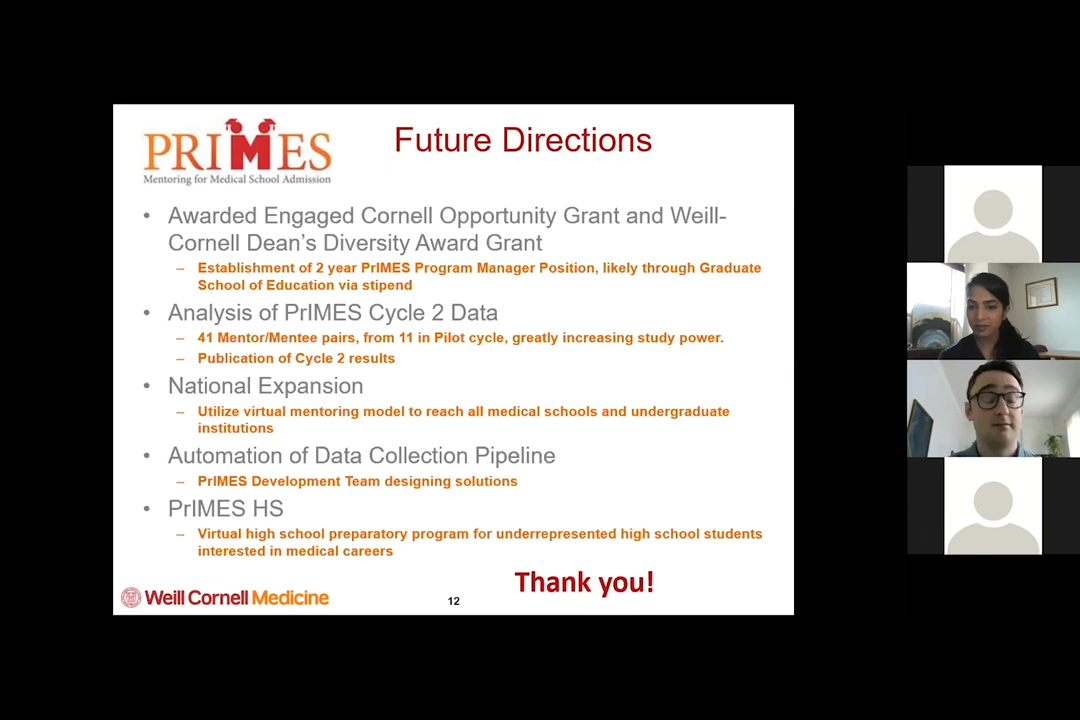 PRIMES
Mentoring for Medical School Admission
Future Directions
• Awarded Engaged Cornell Opportunity Grant and Weill-
Cornell Dean's Diversity Award Grant
– Establishment of 2 year PrIMES Program Manager Position, likely through Graduate
School of Education via stipend
• Analysis of PrIMES Cycle 2 Data
– 41 Mentor/Mentee pairs, from 11 in Pilot cycle, greatly increasing study power.
– Publication of Cycle 2 results
• National Expansion
– Utilize virtual mentoring model to reach all medical schools and undergraduate
institutions
• Automation of Data Collection Pipeline
– PrIMES Development Team designing solutions
• PrIMES HS
– Virtual high school preparatory program for underrepresented high school students
interested in medical careers
Thank you!
Weill Cornell Medicine
12